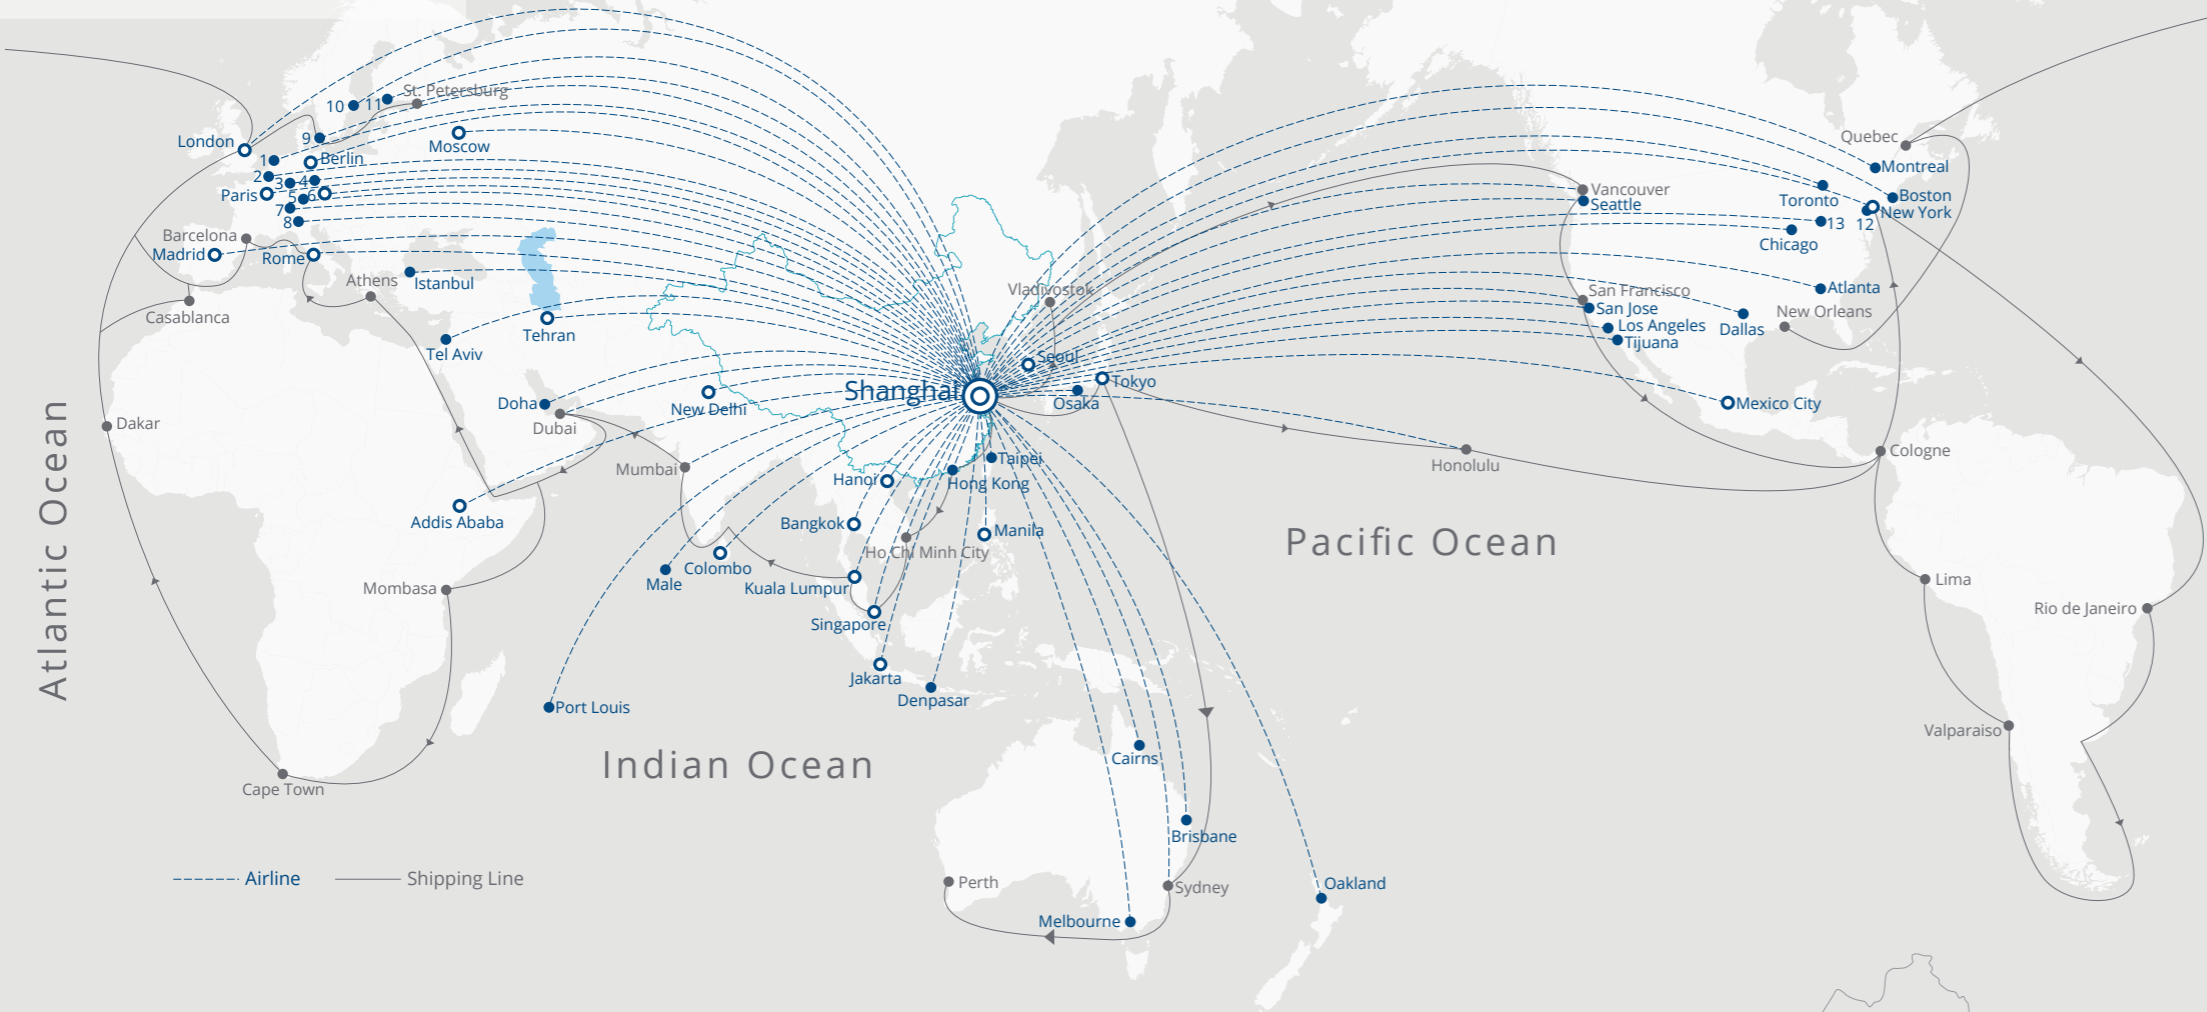 St. Petersburg
10
11
London
9
Moscow
1
Berlin
2
3
4
Paris
5
6
7
8
Barcelona
Madrid
Rome
Athens
Istanbul
Casablanca
Tehran
Tel Aviv
Vladivostok
Seoul
Shanghai
Tokyo
Osaka
Doha
Dubai
New Delhi
Dakar
Mumbai
Addis Ababa
Hanoi
Taipei
Hong Kong
Bangkok
Manila
Ho Chi Minh City
Colombo
Male
Kuala Lumpur
Mombasa
Singapore
Jakarta
Denpasar
Port Louis
Cape Town
Atlantic Ocean
Indian Ocean
Pacific Ocean
Quebec
Montreal
Vancouver
Seattle
Toronto
Boston
New York
13
12
Chicago
San Francisco
San Jose
Atlanta
Los Angeles
Dallas
New Orleans
Tijuana
Mexico City
Honolulu
Cologne
Lima
Rio de Janeiro
Valparaiso
Cairns
Brisbane
Oakland
Perth
Sydney
Melbourne
Airline
Shipping Line